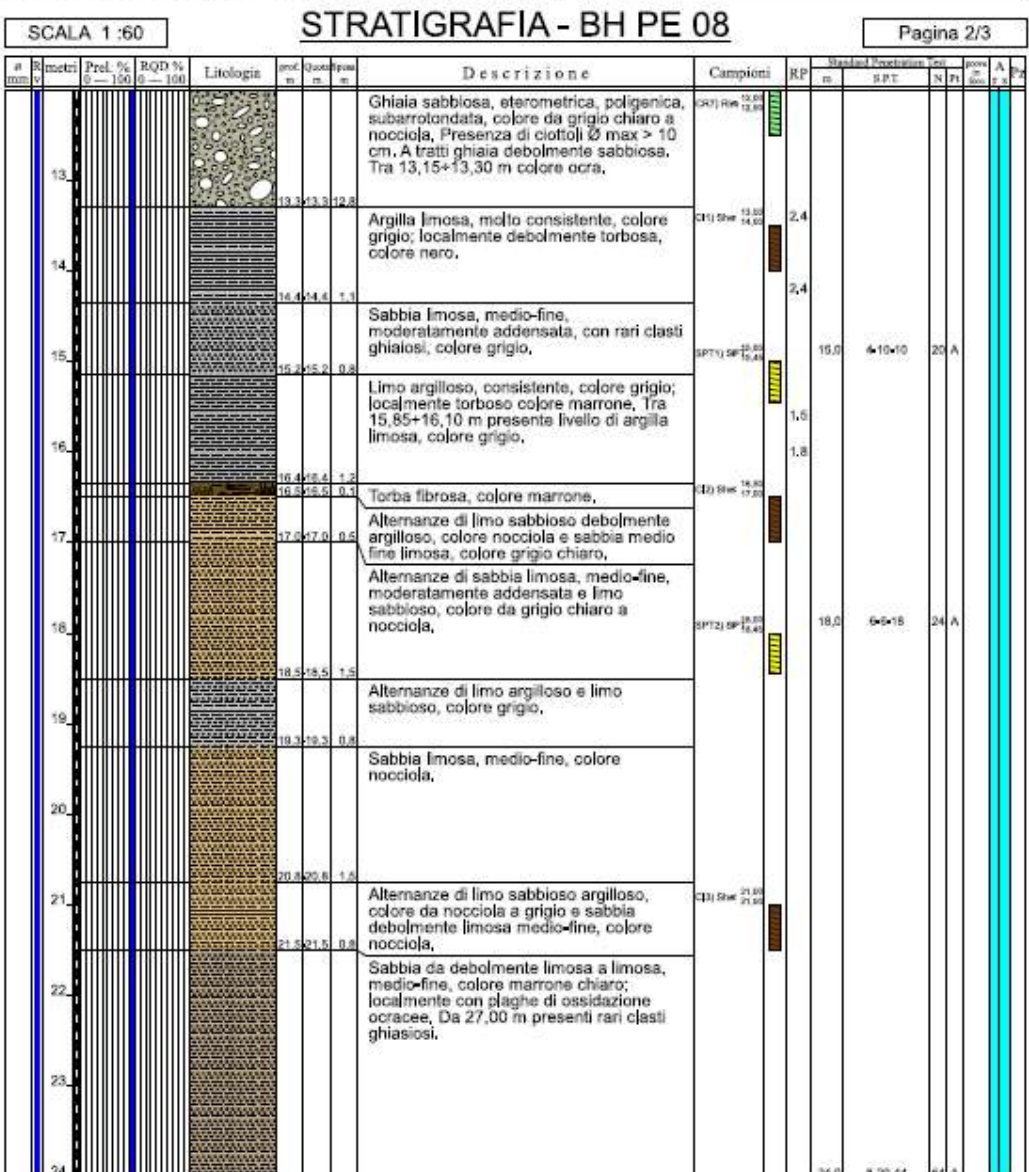 SCALA 1 :60
STRATIGRAFIA - BH PE 08
Pagina 2/3
metri
Prel. %
0 — 100
RQD %
0 — 100
Litologia
prof.
m
Quota
m
Descrizione
Campioni
RP
Standard Penetration Test
m
S.P.T.
N
Pt
A
Pz
Ghiaia sabbiosa, eterometrica, poligenica,
subarrotondata, colore da grigio chiaro a
nocciola, Presenza di ciottoli Ø max > 10
cm. A tratti ghiaia debolmente sabbiosa.
Tra 13,15÷13,30 m colore ocra.
13
13.3 13.3 12.8
Argilla limosa, molto consistente, colore
grigio; localmente debolmente torbosa,
colore nero.
2,4
14
2,4
14.4 14.4 1.1
Sabbia limosa, medio-fine,
moderatamente addensata, con rari clasti
ghiaiosi, colore grigio,
15
15,0 6-10-10 20 A
15.2 15.2 0.8
Limo argilloso, consistente, colore grigio;
localmente torboso colore marrone, Tra
15,85÷16,10 m presente livello di argilla
limosa, colore grigio,
1.5
16
1.8
16.4 16.4 1.2
16.5 16.5 0.1
Torba fibrosa, colore marrone,
Alternanze di limo sabbioso debolmente
argilloso, colore nocciola e sabbia medio
fine limosa, colore grigio chiaro,
17
17.0 17.0 0.5
Alternanze di sabbia limosa, medio-fine,
moderatamente addensata e limo
sabbioso, colore da grigio chiaro a
nocciola,
18
18,0 24 A
18.5 18.5 1.5
Alternanze di limo argilloso e limo
sabbioso, colore grigio,
19
19.3 19.3 0.8
Sabbia limosa, medio-fine, colore
nocciola,
20
20.8 20.8 1.5
Alternanze di limo sabbioso argilloso,
colore da nocciola a grigio e sabbia
debolmente limosa medio-fine, colore
nocciola,
21
21.5 0.8
Sabbia da debolmente limosa a limosa,
medio-fine, colore marrone chiaro;
localmente con plaghe di ossidazione
ocracee, Da 27,00 m presenti rari clasti
ghiasiosi.
22
23
24